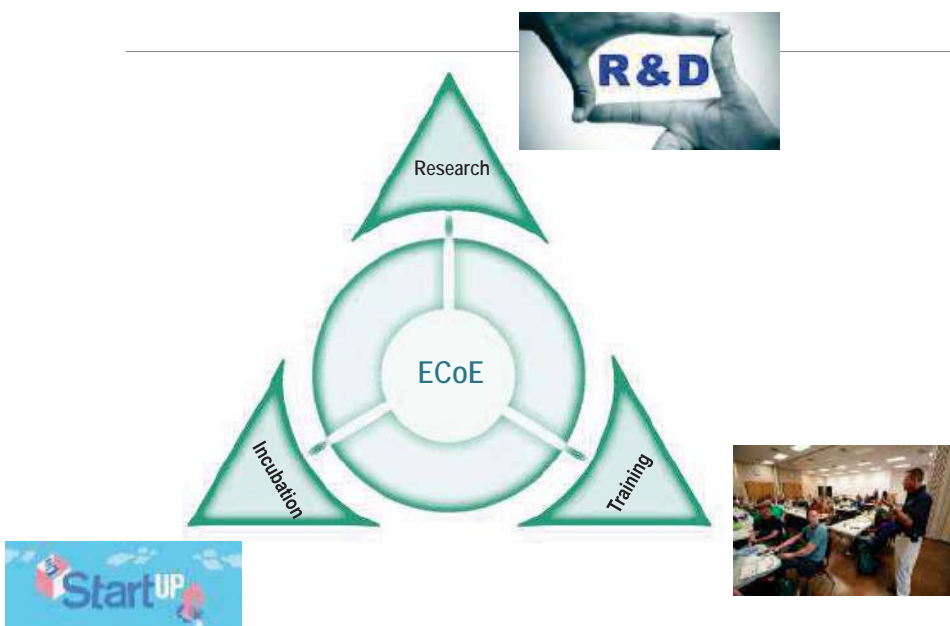 R & D
Research
ECoE
Incubation
Training
StartUP